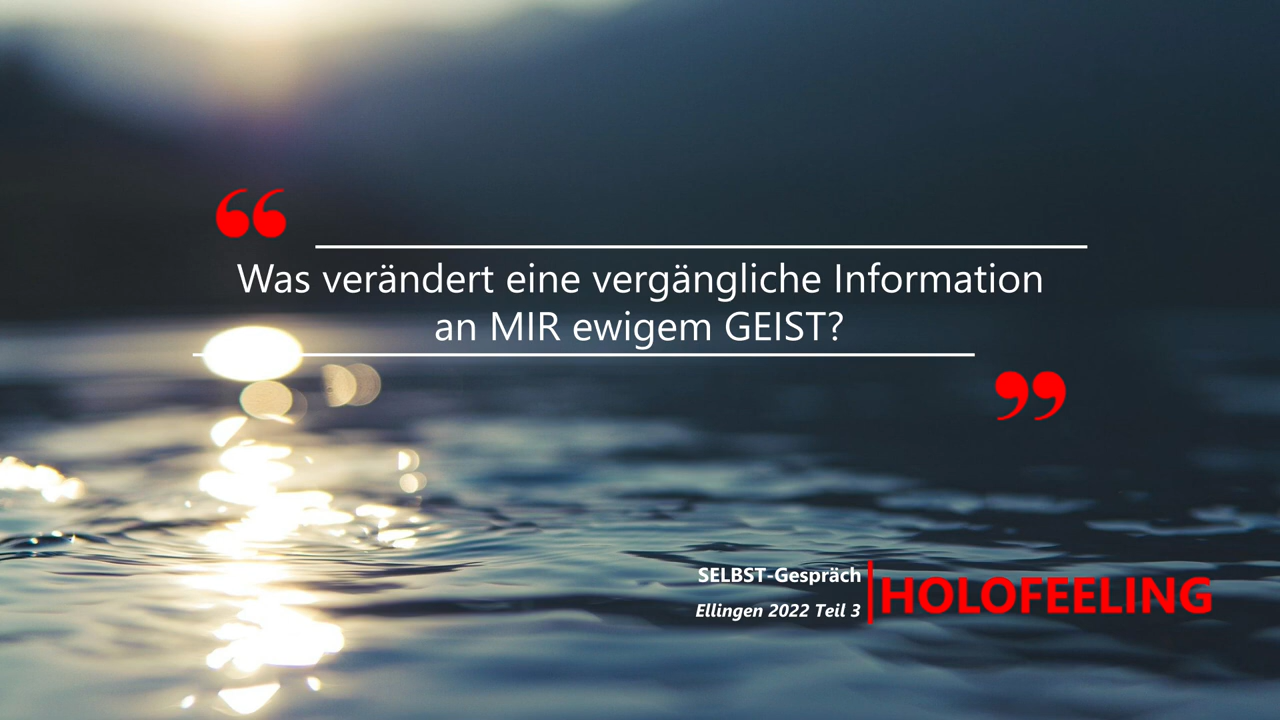 “
Was verändert eine vergängliche Information
an MIR ewigem GEIST?
”
SELBST-Gespräch
Ellingen 2022 Teil 3
HOLOFEELING